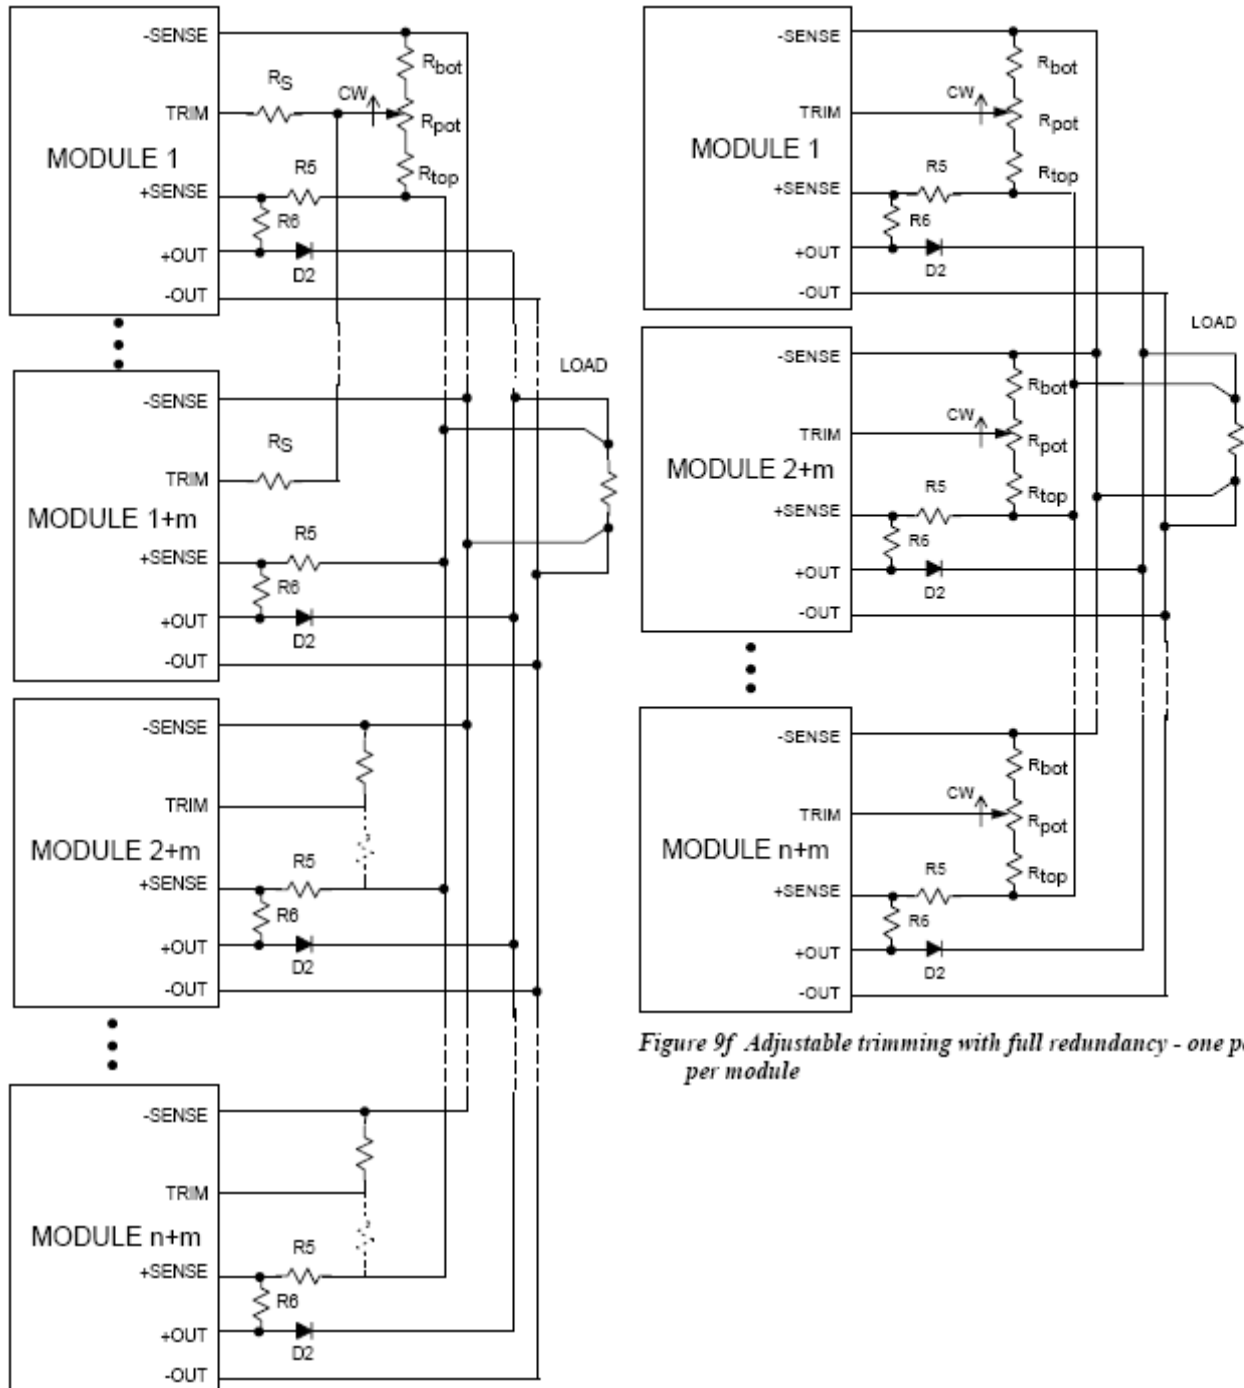 -SENSE
Rbot
RS
CW
TRIM
Rpot
MODULE 1
R5
Rtop
+SENSE
R6
+OUT
D2
-OUT
LOAD
-SENSE
RS
TRIM
MODULE 1+m
R5
+SENSE
R6
+OUT
D2
-OUT
-SENSE
TRIM
MODULE 2+m
R5
+SENSE
R6
+OUT
D2
-OUT
-SENSE
TRIM
MODULE n+m
R5
+SENSE
R6
+OUT
D2
-OUT
-SENSE
Rbot
CW
TRIM
Rpot
MODULE 1
R5
Rtop
+SENSE
R6
+OUT
D2
-OUT
LOAD
-SENSE
Rbot
CW
TRIM
Rpot
MODULE 2+m
R5
Rtop
+SENSE
R6
+OUT
D2
-OUT
-SENSE
Rbot
CW
TRIM
Rpot
MODULE n+m
R5
Rtop
+SENSE
R6
+OUT
D2
-OUT
Figure 9f Adjustable trimming with full redundancy - one
per module